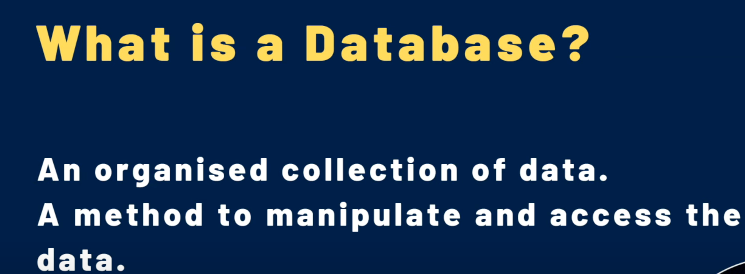 What is a Database?
An organised collection of data.
A method to manipulate and access the
data.